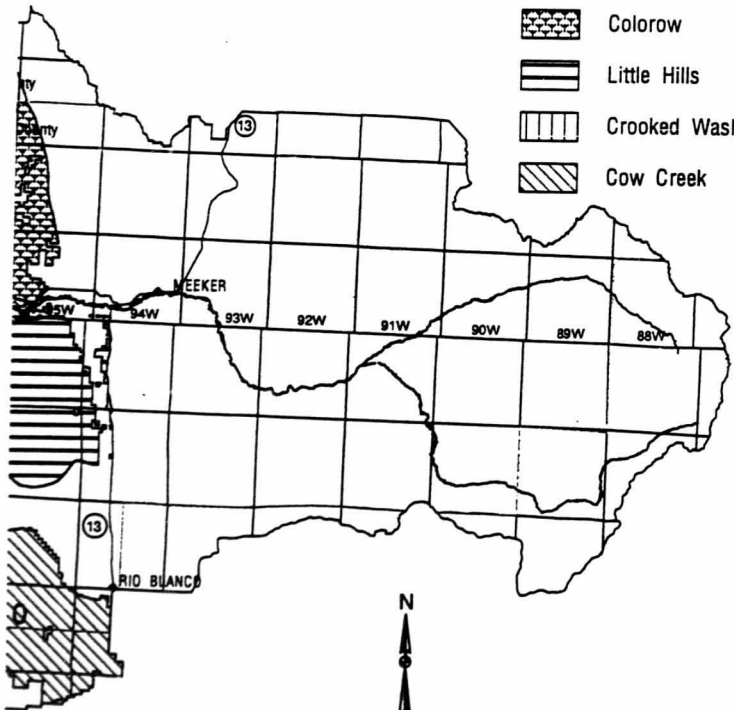 Colorow
Little Hills
Crooked Wash
Cow Creek
13
MEEKER
95W
94W
93W
92W
91W
90W
89W
88W
13
RIO BLANCO
N